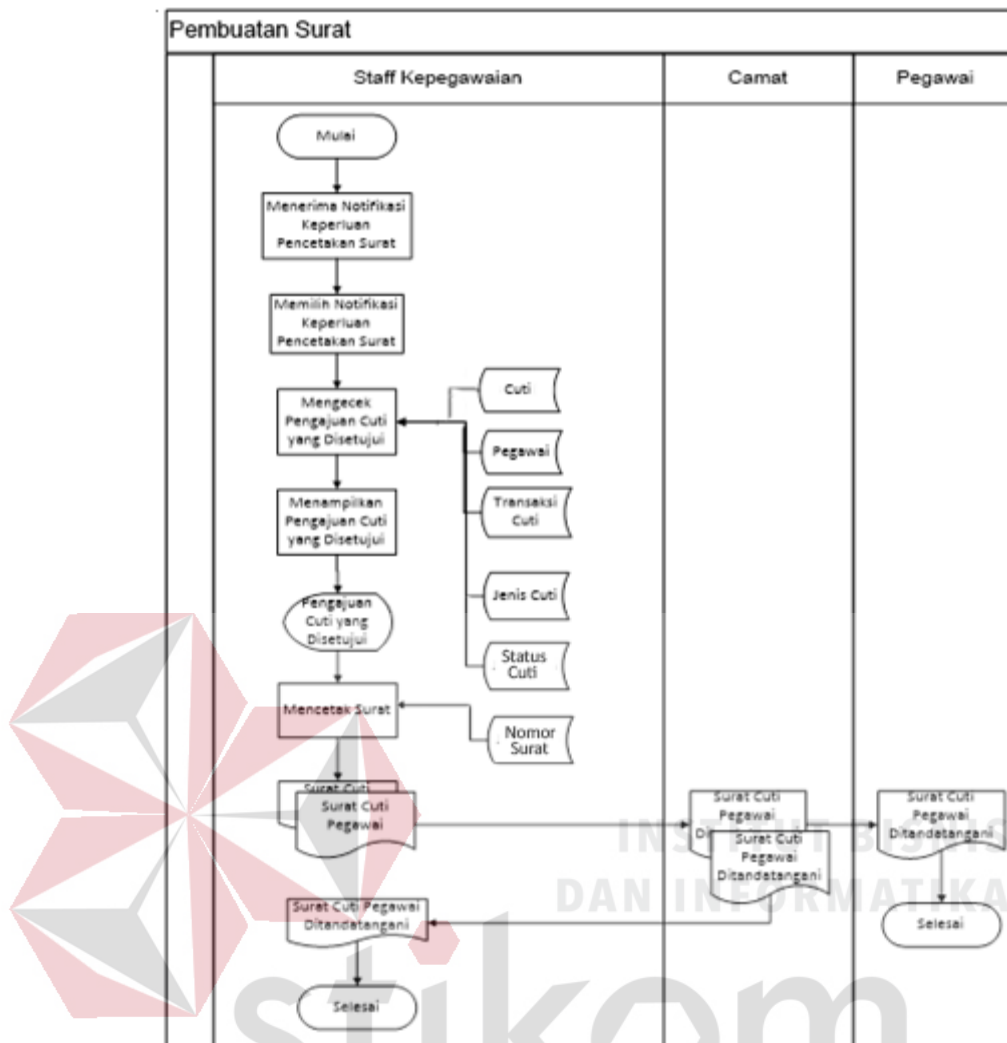 Pembuatan Surat
Staff Kepegawaian
Camat
Pegawai
Mulai
Menerima Notifikasi
Keperluan
Pencetakan Surat
Memilih Notifikasi
Keperluan
Pencetakan Surat
Mengecek
Pengajuan Cuti
yang Disetujui
Cuti
Pegawai
Transaksi
Cuti
Jenis Cuti
Status
Cuti
Menampilkan
Pengajuan Cuti
yang Disetujui
Pengajuan
Cuti yang
Disetujui
Mencetak Surat
Nomor
Surat
Surat Cuti
Surat Cuti
Pegawai
Surat Cuti
Pegawai
Di
Surat Cuti
Pegawai
Ditandatangani
Surat Cuti
Pegawai
Ditandatangani
Selesai
Surat Cuti Pegawai
Ditandatangani
Selesai
INSTITUT BISNIS
DAN INFORMATIKA
stikom